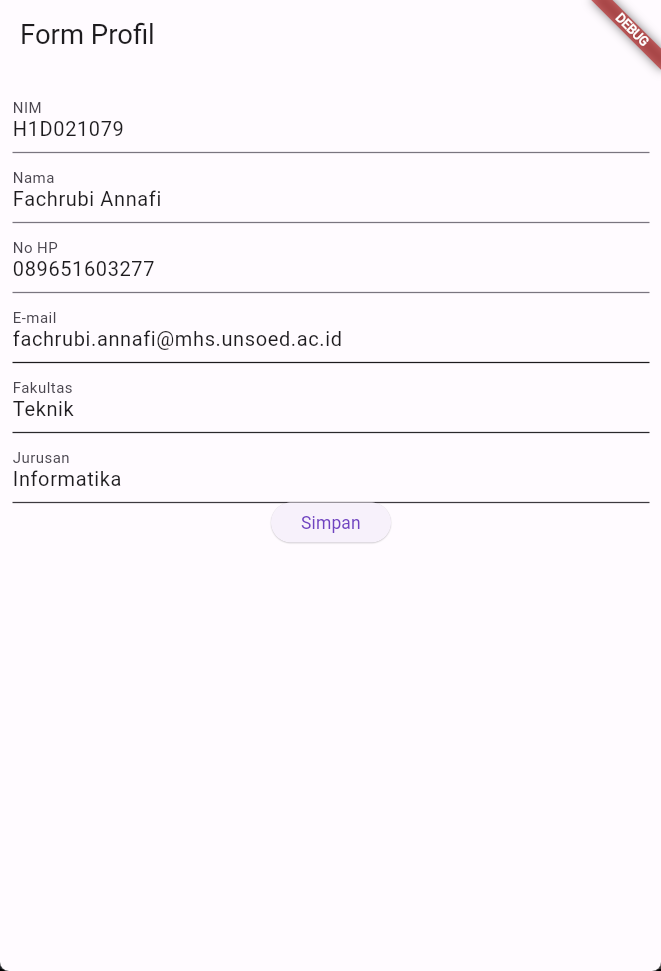 Form Profil
DEBUG
NIM
H1D021079
Nama
Fachrubi Annafi
No HP
089651603277
E-mail
fachrubi.annafi@mhs.unsoed.ac.id
Fakultas
Teknik
Jurusan
Informatika
Simpan